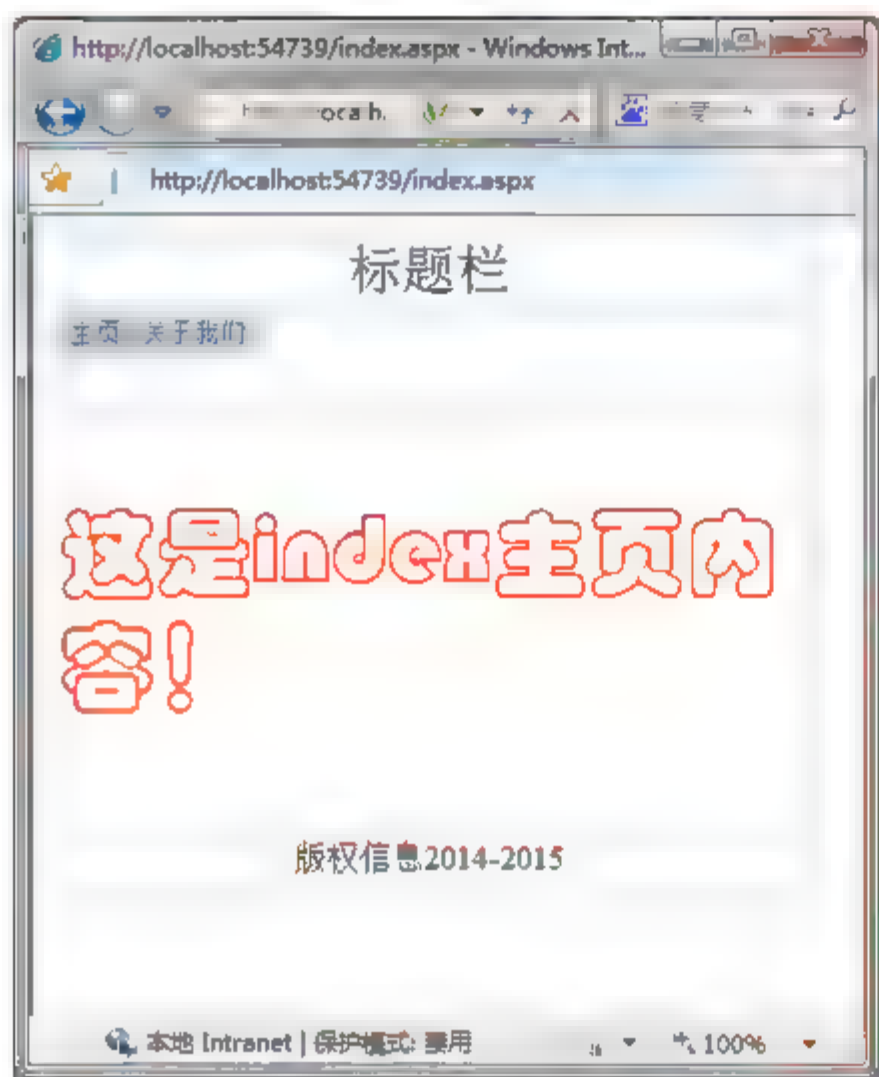 http://localhost:54739/index.aspx - Windows Int...
http://localhost:54739/index.aspx
标题栏
主页 关于我们
这是index主页内
容!
版权信息2014-2015
本地 Intranet | 保护模式: 禁用
100%